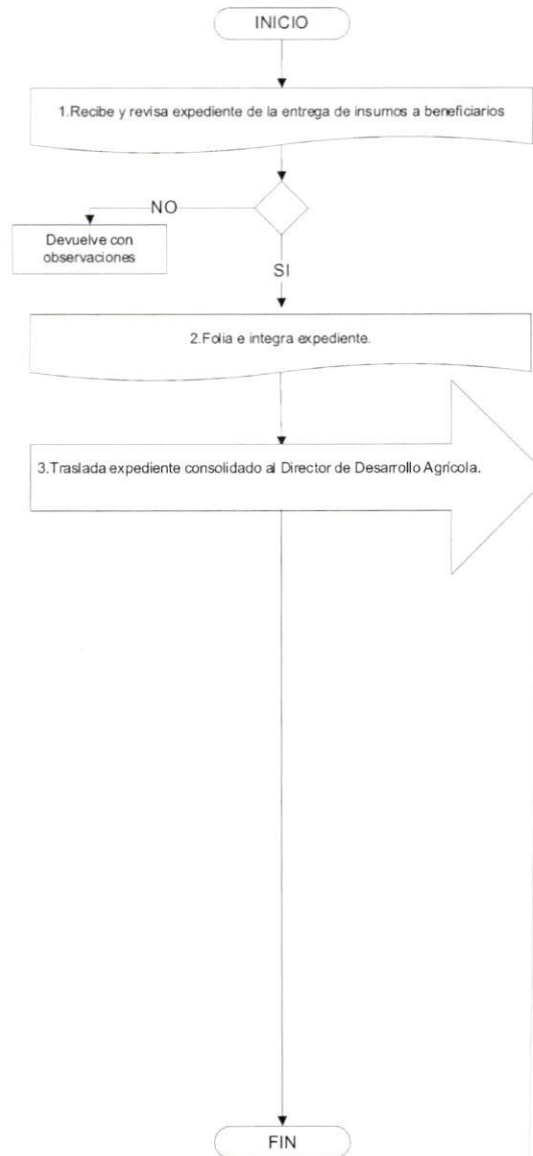 INICIO
1.Recibe y revisa expediente de la entrega de insumos a beneficiarios
NO
Devuelve con
observaciones
SI
2.Folia e integra expediente.
3.Traslada expediente consolidado al Director de Desarrollo Agrícola.
FIN